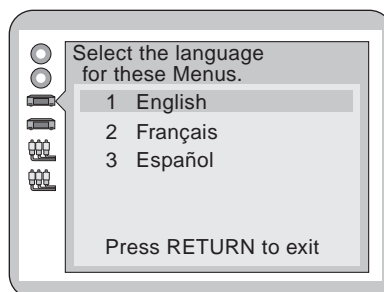 Select the language
for these Menus.
1 English
2 Français
3 Español
Press RETURN to exit